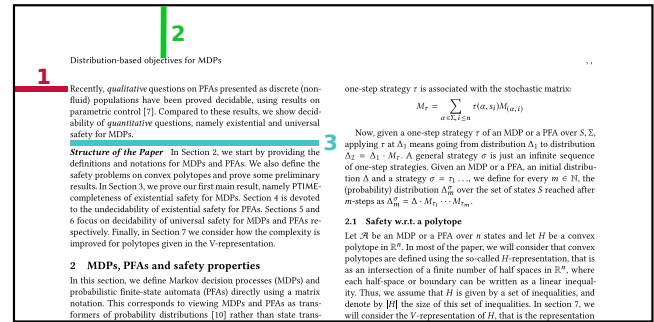 2
Distribution-based objectives for MDPs
, ,
1
Recently, qualitative questions on PFAs presented as discrete (non-
fluid) populations have been proved decidable, using results on
parametric control [7]. Compared to these results, we show decid-
ability of quantitative questions, namely existential and universal
safety for MDPs.
3
Structure of the Paper In Section 2, we start by providing the
definitions and notations for MDPs and PFAs. We also define the
safety problems on convex polytopes and prove some preliminary
results. In Section 3, we prove our first main result, namely PTIME-
completeness of existential safety for MDPs. Section 4 is devoted
to the undecidability of existential safety for PFAs. Sections 5 and
6 focus on decidability of universal safety for MDPs and PFAs re-
spectively. Finally, in Section 7 we consider how the complexity is
improved for polytopes given in the V-representation.
2 MDPs, PFAs and safety properties
In this section, we define Markov decision processes (MDPs) and
probabilistic finite-state automata (PFAs) directly using a matrix
notation. This corresponds to viewing MDPs and PFAs as trans-
formers of probability distributions [10] rather than state trans-
one-step strategy τ is associated with the stochastic matrix:
M_τ = ∑_{α∈Σ, i≤n} τ(α, s_i) M_{(α,i)}
Now, given a one-step strategy τ of an MDP or a PFA over S, Σ,
applying τ at Δ₁ means going from distribution Δ₁ to distribution
Δ₂ = Δ₁ · M_τ. A general strategy σ is just an infinite sequence
of one-step strategies. Given an MDP or a PFA, an initial distribu-
tion Δ and a strategy σ = τ₁ . . ., we define for every m ∈ ℕ, the
(probability) distribution Δ_m^σ over the set of states S reached after
m-steps as Δ_m^σ = Δ · M_{τ₁} · · · M_{τ_m}.
2.1 Safety w.r.t. a polytope
Let 𝒜 be an MDP or a PFA over n states and let H be a convex
polytope in ℝⁿ. In most of the paper, we will consider that convex
polytopes are defined using the so-called H-representation, that is
as an intersection of a finite number of half spaces in ℝⁿ, where
each half-space or boundary can be written as a linear inequal-
ity. Thus, we assume that H is given by a set of inequalities, and
denote by |H| the size of this set of inequalities. In section 7, we
will consider the V-representation of H, that is the representation